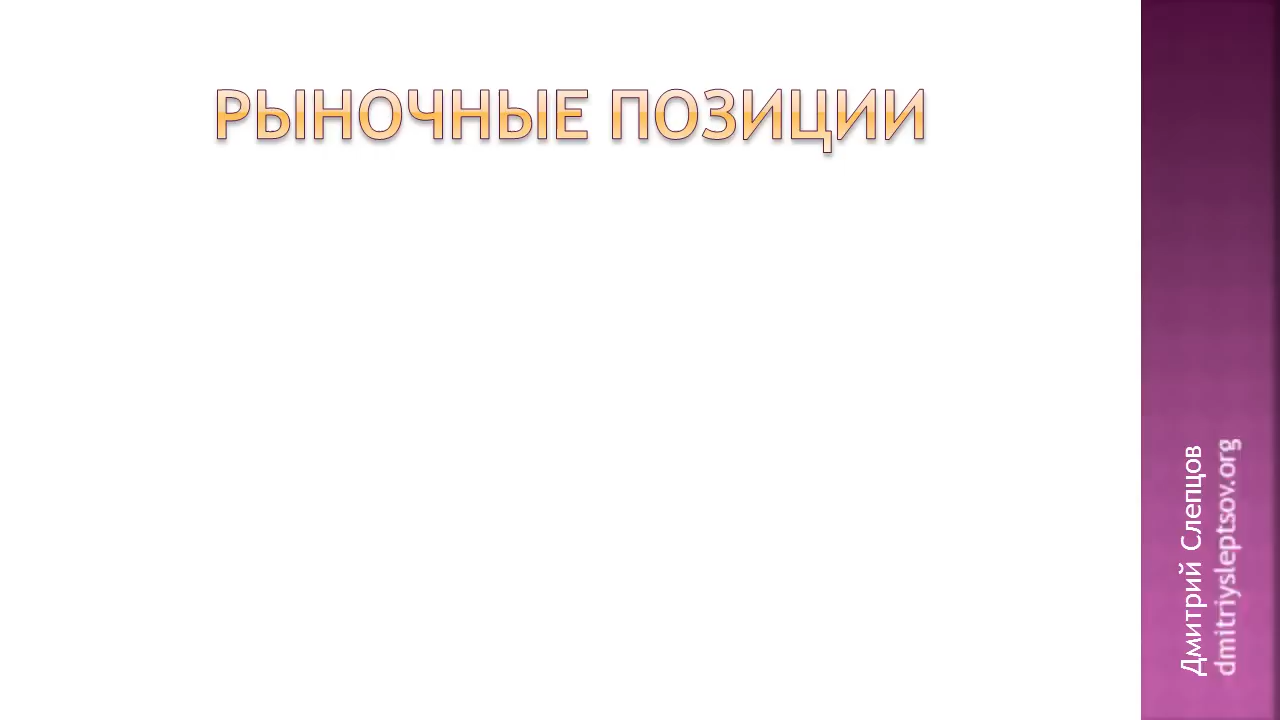 РЫНОЧНЫЕ ПОЗИЦИИ
Дмитрий Слепцов
dmitriysleptsov.org